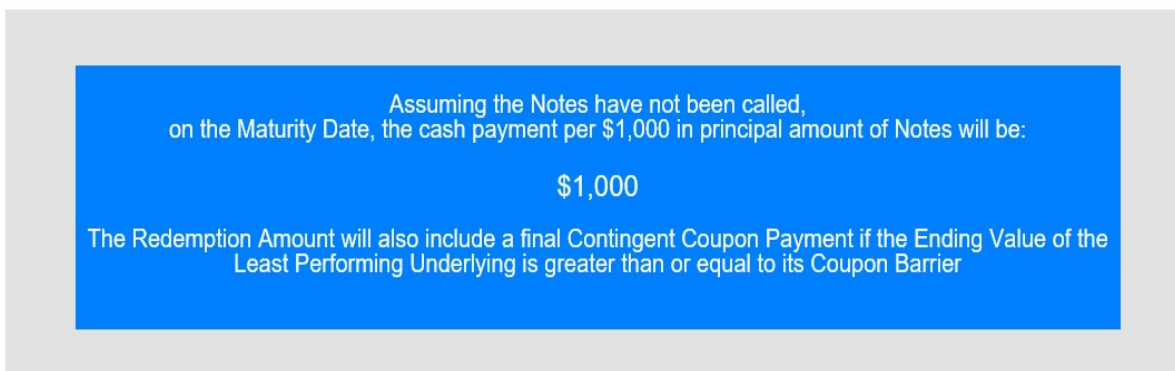 Assuming the Notes have not been called,
on the Maturity Date, the cash payment per $1,000 in principal amount of Notes will be:
$1,000
The Redemption Amount will also include a final Contingent Coupon Payment if the Ending Value of the
Least Performing Underlying is greater than or equal to its Coupon Barrier